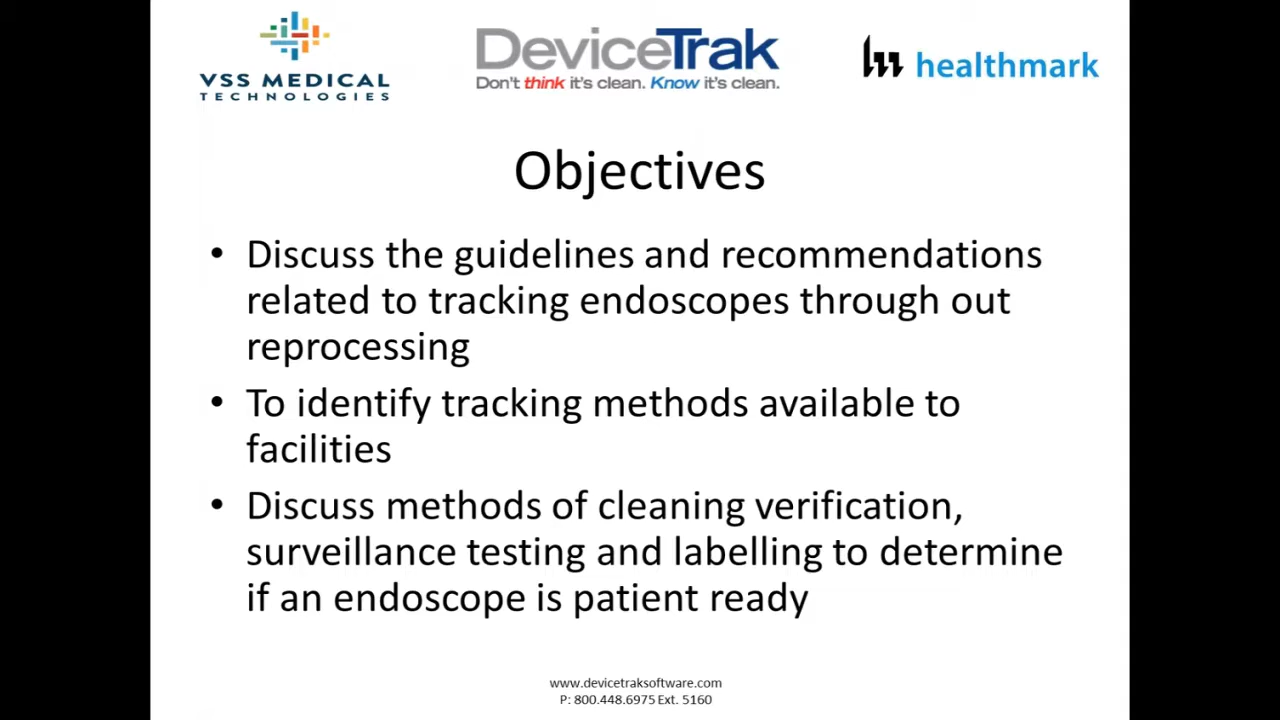 VSS MEDICAL
TECHNOLOGIES
DeviceTrak
Don't think it's clean. Know it's clean.
healthmark
Objectives
• Discuss the guidelines and recommendations
related to tracking endoscopes through out
reprocessing
• To identify tracking methods available to
facilities
• Discuss methods of cleaning verification,
surveillance testing and labelling to determine
if an endoscope is patient ready
www.devicetraksoftware.com
P: 800.448.6975 Ext. 5160